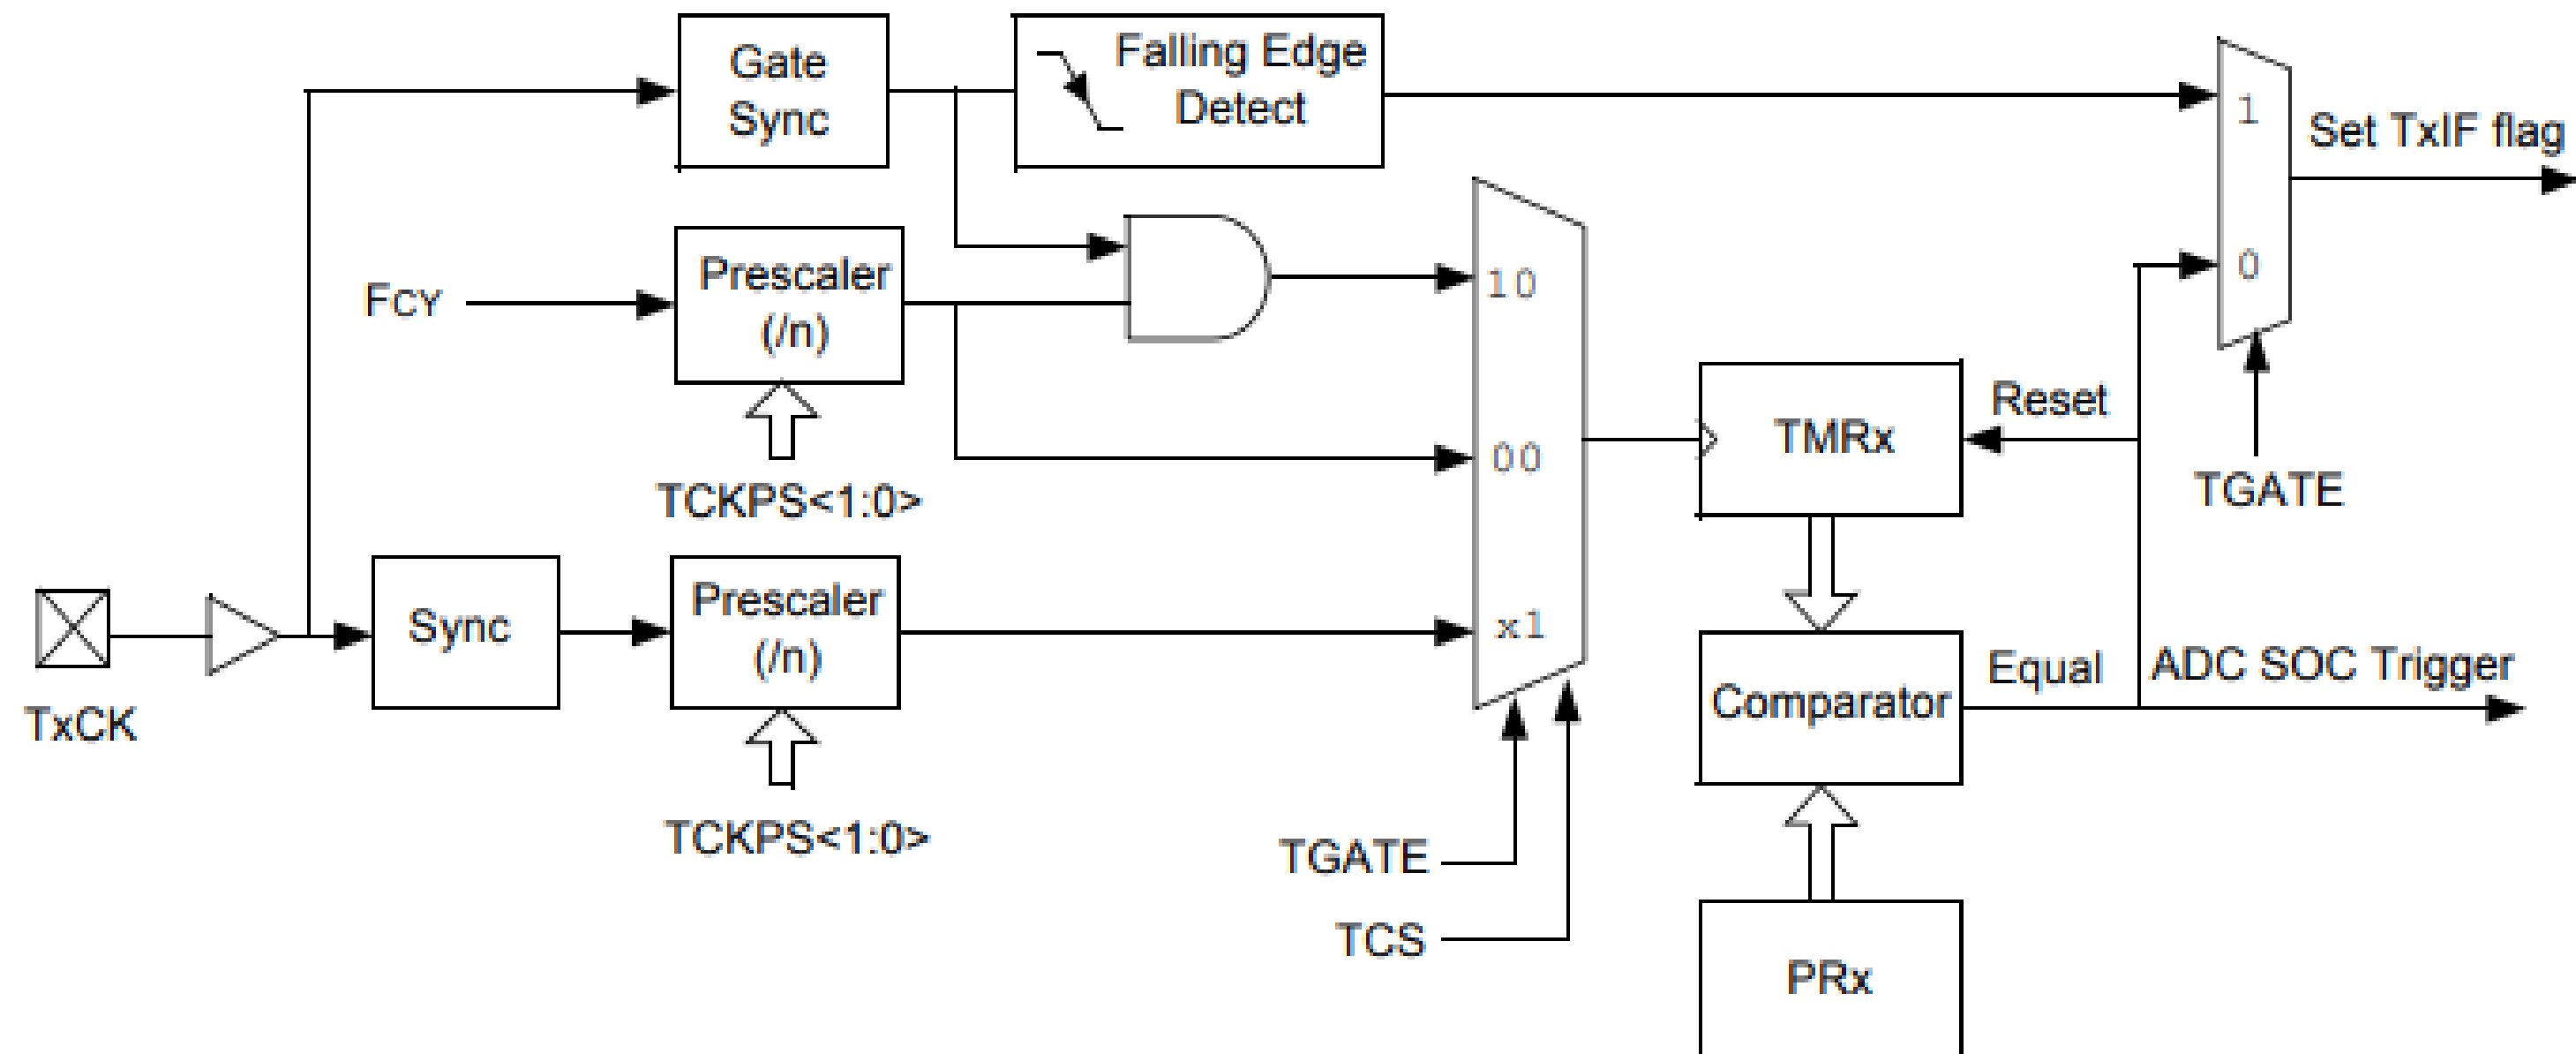 Gate
Sync
Falling Edge
Detect
1
Set TxIF flag
0
TGATE
FCY
Prescaler
(/n)
TCKPS<1:0>
10
00
x1
TMRx
Reset
TxCK
Sync
Prescaler
(/n)
TCKPS<1:0>
Comparator
Equal
ADC SOC Trigger
TGATE
TCS
PRx